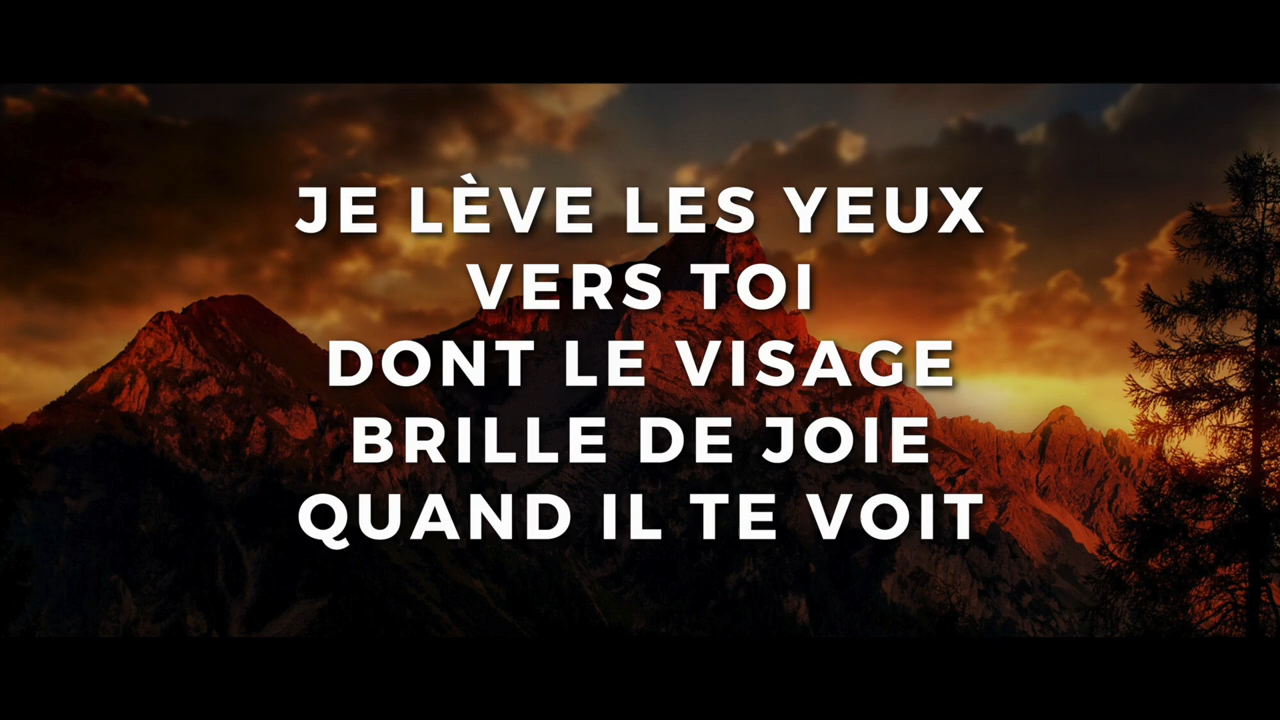 JE LÈVE LES YEUX
VERS TOI
DONT LE VISAGE
BRILLE DE JOIE
QUAND IL TE VOIT